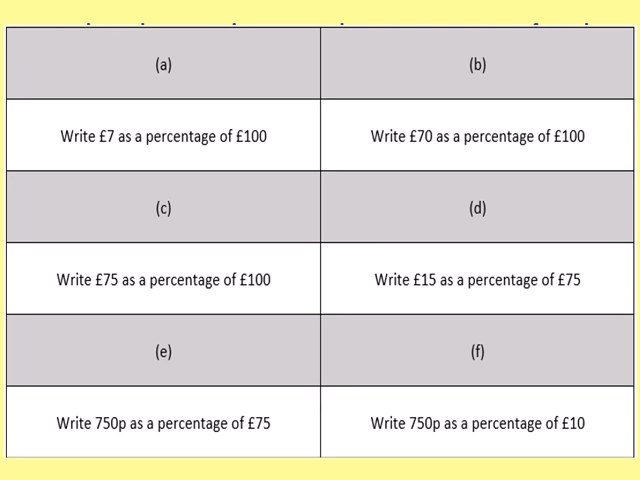 (a)
(b)
Write £7 as a percentage of £100
Write £70 as a percentage of £100
(c)
(d)
Write £75 as a percentage of £100
Write £15 as a percentage of £75
(e)
(f)
Write 750p as a percentage of £75
Write 750p as a percentage of £10